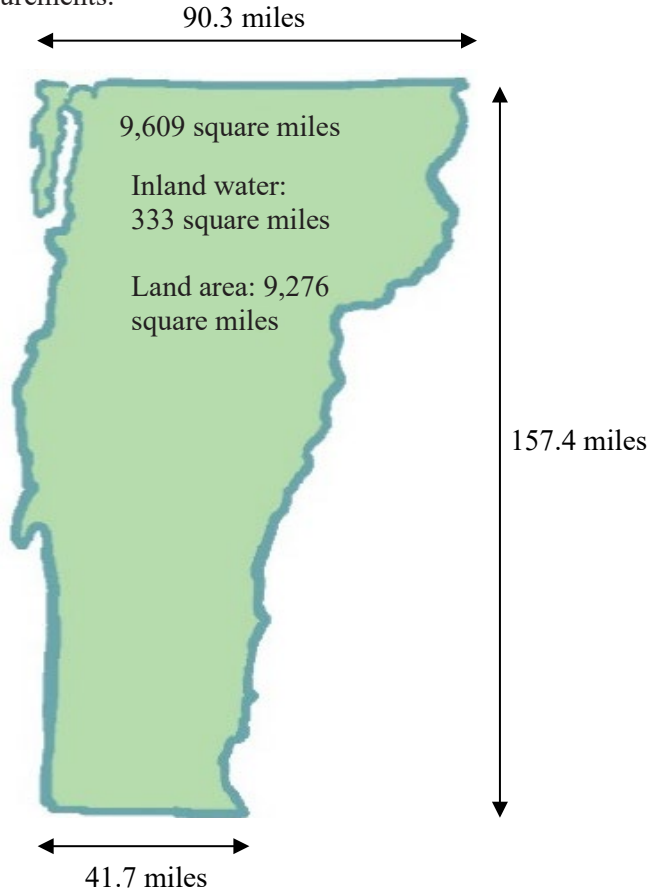 90.3 miles
9,609 square miles
Inland water:
333 square miles
Land area: 9,276
square miles
157.4 miles
41.7 miles